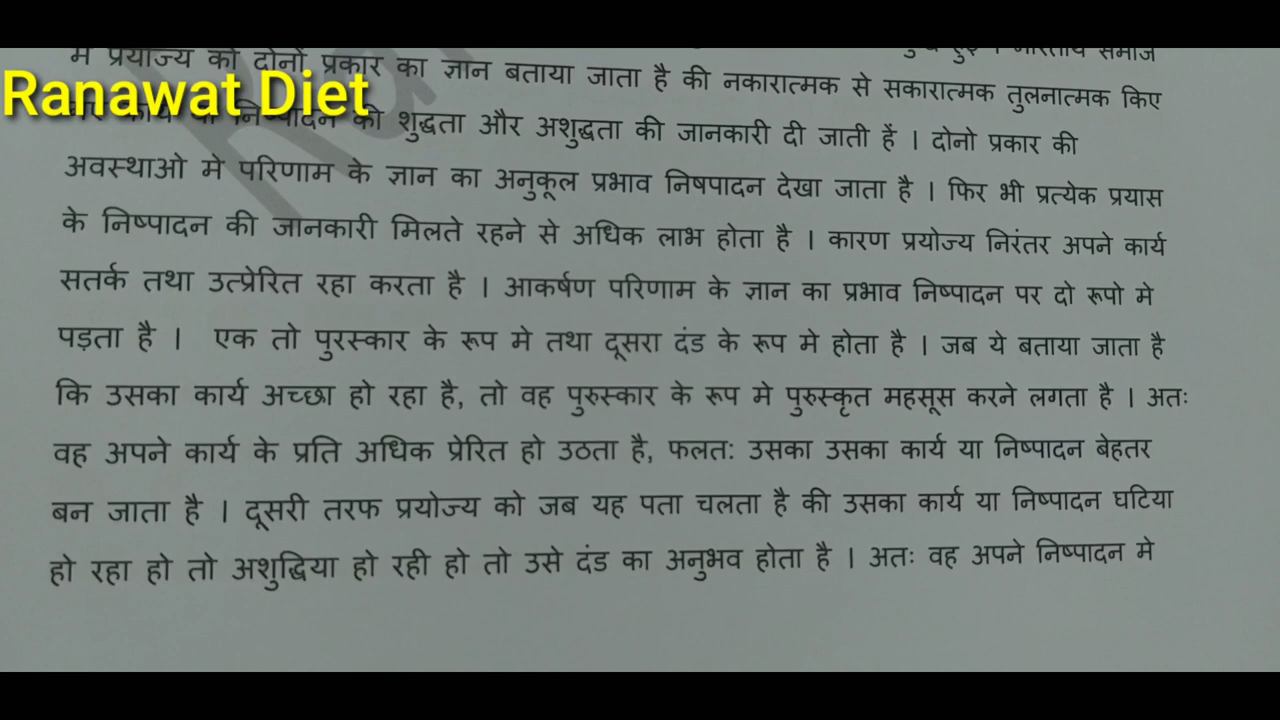 हुई । भारतीय समाज
मे प्रयोज्य को दोनों प्रकार का ज्ञान बताया जाता है की नकारात्मक से सकारात्मक तुलनात्मक किए
Ranawat Diet
निष्पादन की शुद्धता और अशुद्धता की जानकारी दी जाती हैं । दोनो प्रकार की
अवस्थाओ मे परिणाम के ज्ञान का अनुकूल प्रभाव निषपादन देखा जाता है । फिर भी प्रत्येक प्रयास
के निष्पादन की जानकारी मिलते रहने से अधिक लाभ होता है । कारण प्रयोज्य निरंतर अपने कार्य
सतर्क तथा उत्प्रेरित रहा करता है । आकर्षण परिणाम के ज्ञान का प्रभाव निष्पादन पर दो रूपो मे
पड़ता है । एक तो पुरस्कार के रूप मे तथा दूसरा दंड के रूप मे होता है । जब ये बताया जाता है
कि उसका कार्य अच्छा हो रहा है, तो वह पुरुस्कार के रूप मे पुरुस्कृत महसूस करने लगता है । अतः
वह अपने कार्य के प्रति अधिक प्रेरित हो उठता है, फलतः उसका उसका कार्य या निष्पादन बेहतर
बन जाता है । दूसरी तरफ प्रयोज्य को जब यह पता चलता है की उसका कार्य या निष्पादन घटिया
हो रहा हो तो अशुद्धिया हो रही हो तो उसे दंड का अनुभव होता है । अतः वह अपने निष्पादन मे